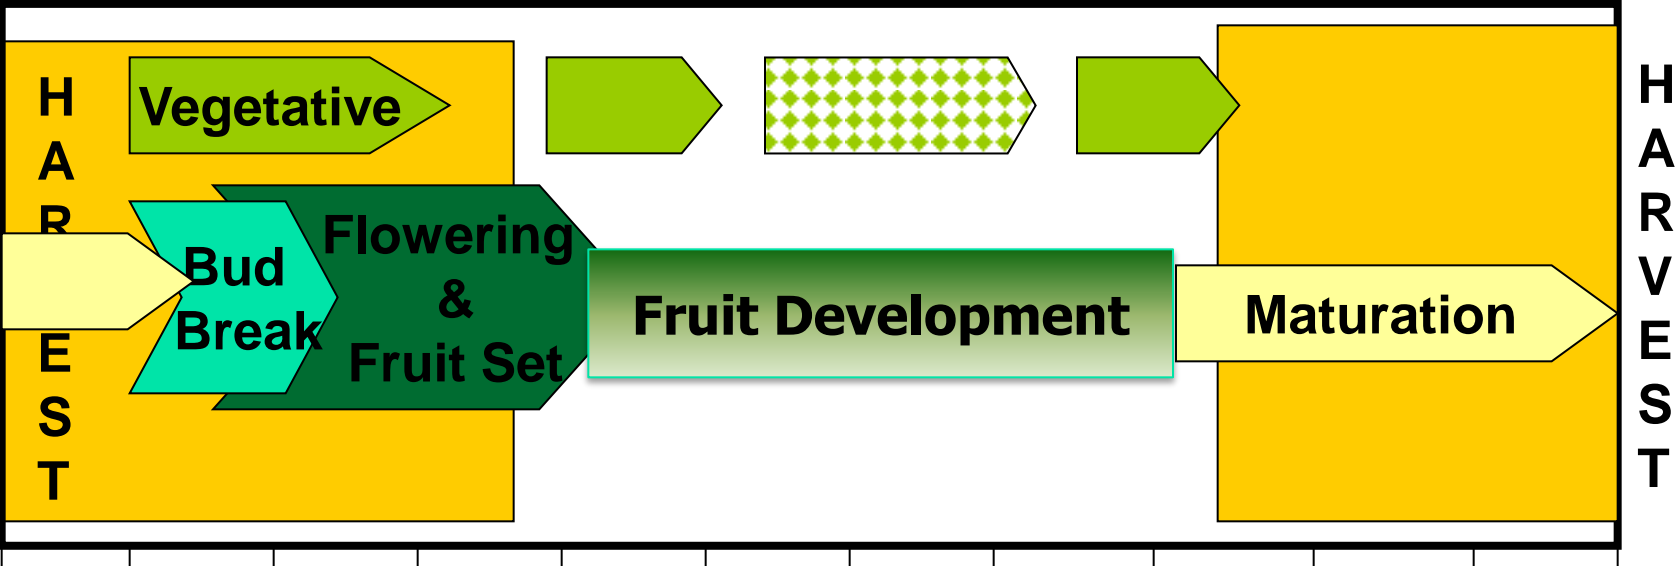 H
A
R
E
S
T
Vegetative
Bud
Break
Flowering
&
Fruit Set
Fruit Development
Maturation
H
A
R
V
E
S
T